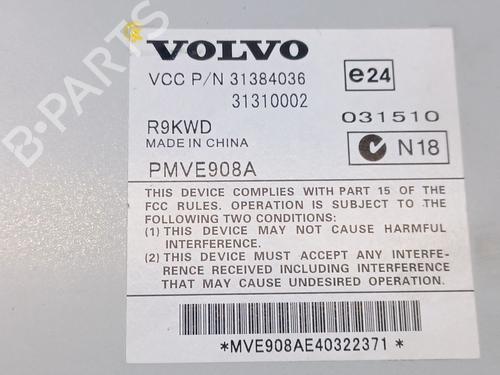 VOLVO
VCC P/N 31384036
31310002
e24
031510
R9KWD
MADE IN CHINA
N18
PMVE908A
THIS DEVICE COMPLIES WITH PART 15 OF THE
FCC RULES. OPERATION IS SUBJECT TO THE
FOLLOWING TWO CONDITIONS:
(1) THIS DEVICE MAY NOT CAUSE HARMFUL
INTERFERENCE.
(2) THIS DEVICE MUST ACCEPT ANY INTERFE-
RENCE RECEIVED INCLUDING INTERFERENCE
THAT MAY CAUSE UNDESIRED OPERATION.
*MVE908AE40322371*
B-PARTS